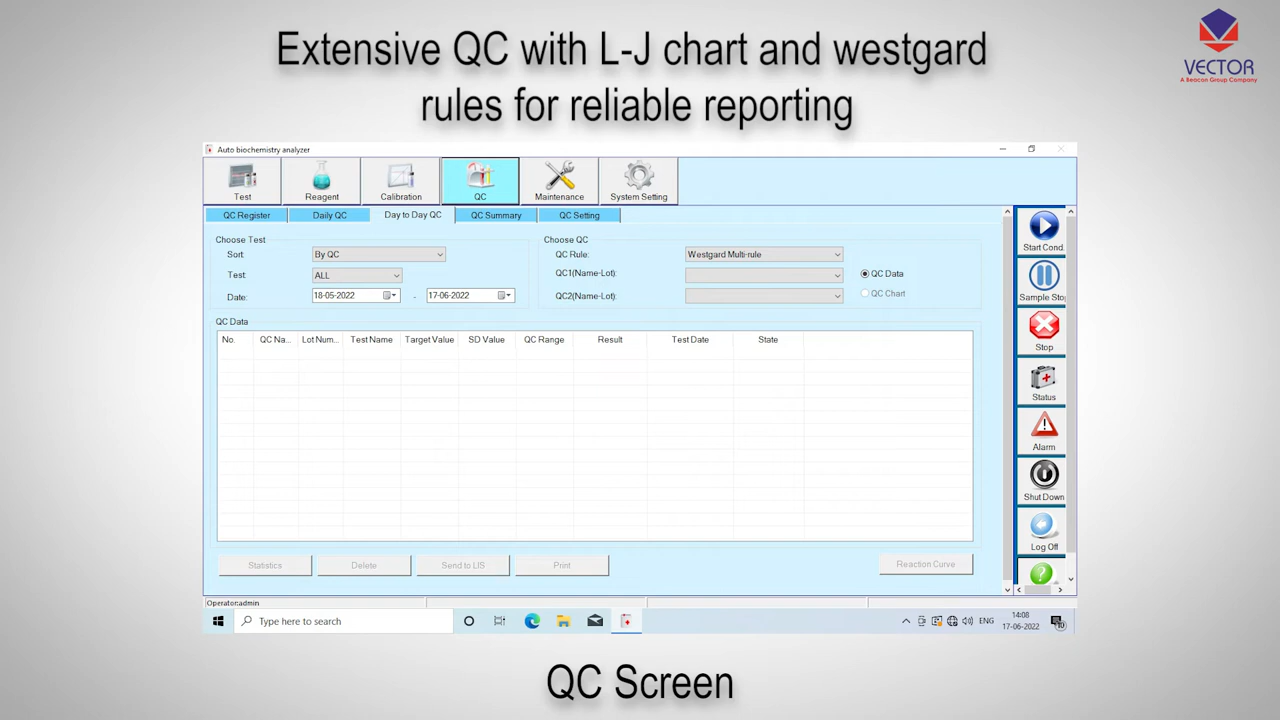 Extensive QC with L-J chart and westgard
rules for reliable reporting
VECTOR
A Beacon Group Company
Auto biochemistry analyzer
Test
Reagent
Calibration
QC
Maintenance
System Setting
QC Register
Daily QC
Day to Day QC
QC Summary
QC Setting
Choose Test
Sort:
By QC
Test:
ALL
Date:
18-05-2022
-
17-06-2022
Choose QC
QC Rule:
Westgard Multi-rule
QC1(Name-Lot):
QC2(Name-Lot):
QC Data
QC Chart
QC Data
No. QC Na... Lot Num... Test Name Target Value SD Value QC Range Result Test Date State
Statistics
Delete
Send to LIS
Print
Reaction Curve
Start Cond.
Sample Sto
Stop
Status
Alarm
Shut Down
Log Off
Operator:admin
Type here to search
ENG
14:08
17-06-2022
10
QC Screen